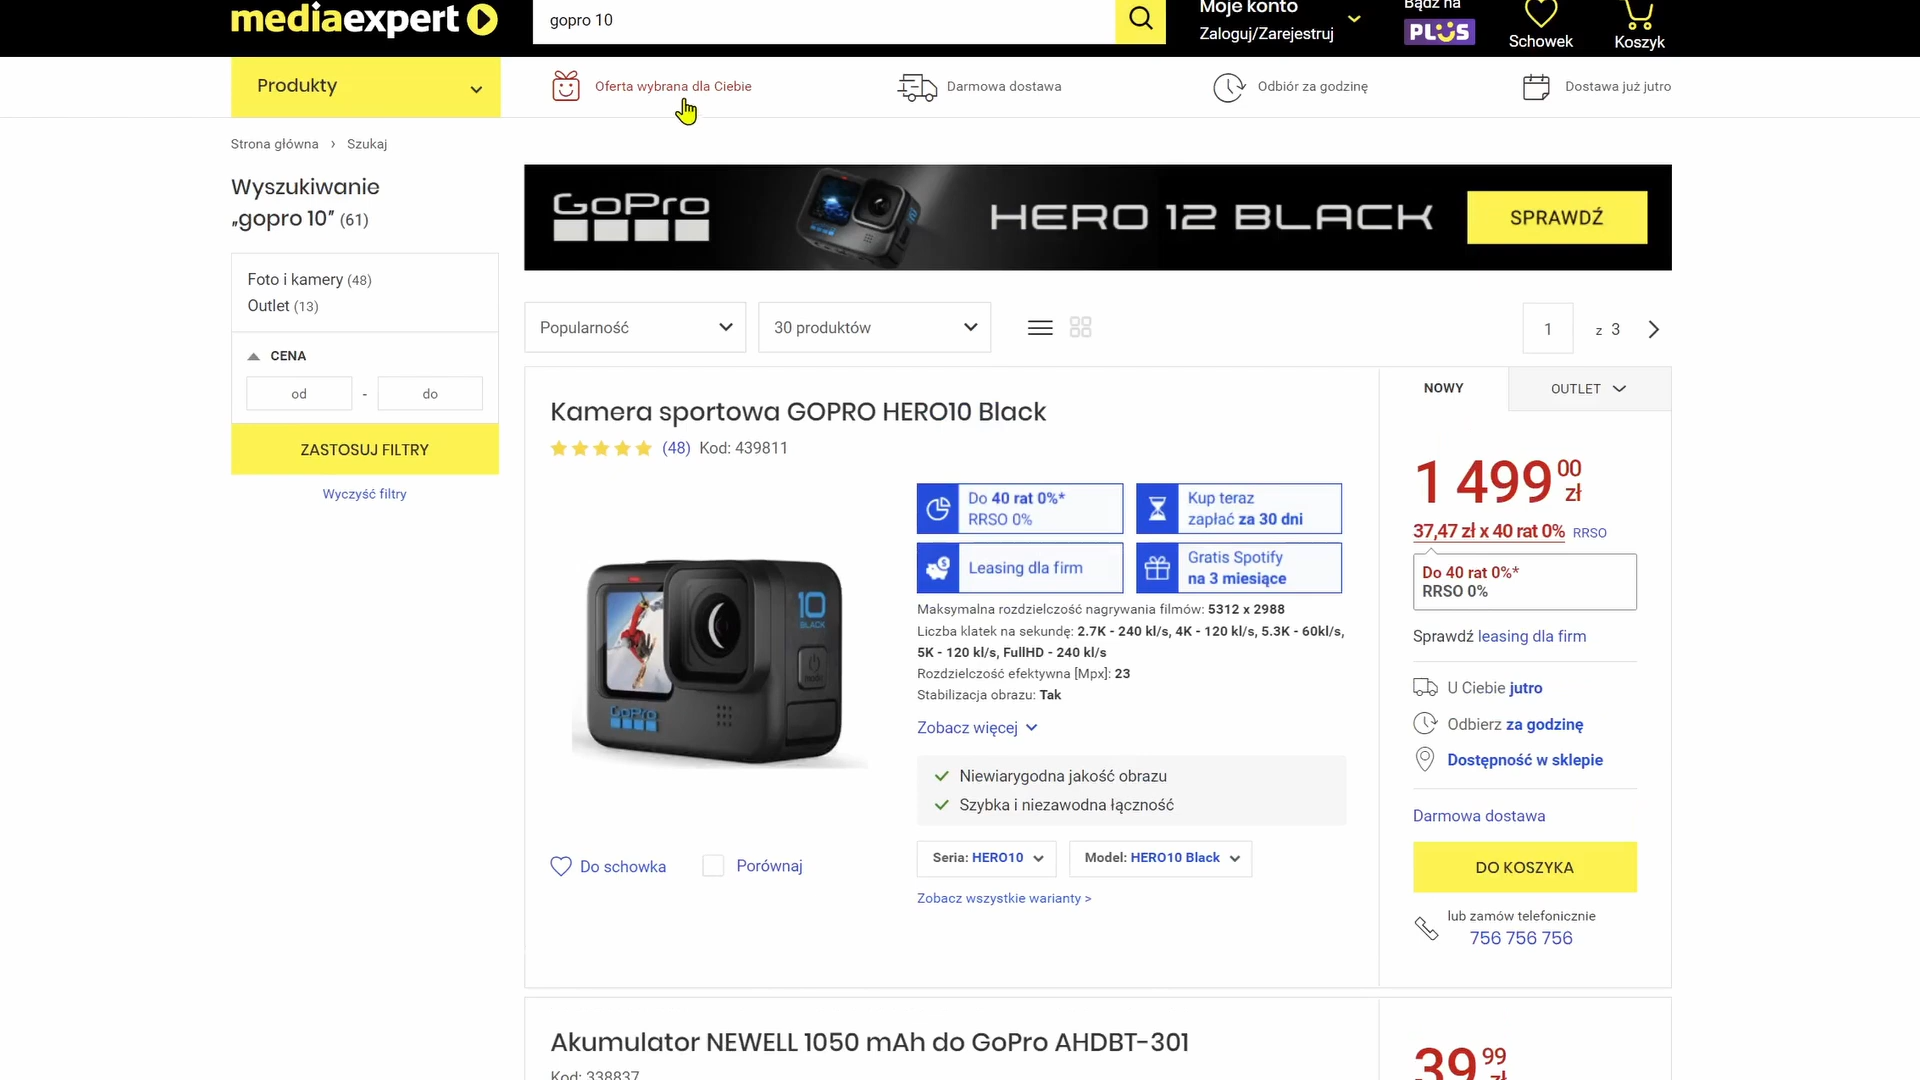 mediaexpert
gopro 10
Moje konto
Zaloguj/Zarejestruj
Bądź na
PLUS
Schowek
Koszyk
Produkty
Oferta wybrana dla Ciebie
Darmowa dostawa
Odbiór za godzinę
Dostawa już jutro
Strona główna › Szukaj
Wyszukiwanie
„gopro 10” (61)
Foto i kamery (48)
Outlet (13)
CENA
od - do
ZASTOSUJ FILTRY
Wyczyść filtry
GoPro
HERO 12 BLACK
SPRAWDŹ
Popularność
30 produktów
1 z 3
Kamera sportowa GOPRO HERO10 Black
(48) Kod: 439811
10
BLACK
GoPro
Do 40 rat 0%*
RRSO 0%
Kup teraz
zapłać za 30 dni
Leasing dla firm
Gratis Spotify
na 3 miesiące
Maksymalna rozdzielczość nagrywania filmów: 5312 x 2988
Liczba klatek na sekundę: 2.7K - 240 kl/s, 4K - 120 kl/s, 5.3K - 60kl/s,
5K - 120 kl/s, FullHD - 240 kl/s
Rozdzielczość efektywna [Mpx]: 23
Stabilizacja obrazu: Tak
Zobacz więcej
Niewiarygodna jakość obrazu
Szybka i niezawodna łączność
Do schowka
Porównaj
Seria: HERO10
Model: HERO10 Black
Zobacz wszystkie warianty >
NOWY
OUTLET
1 499 00 zł
37,47 zł x 40 rat 0% RRSO
Do 40 rat 0%*
RRSO 0%
Sprawdź leasing dla firm
U Ciebie jutro
Odbierz za godzinę
Dostępność w sklepie
Darmowa dostawa
DO KOSZYKA
lub zamów telefonicznie
756 756 756
Akumulator NEWELL 1050 mAh do GoPro AHDBT-301
Kod: 338837
39 99 zł